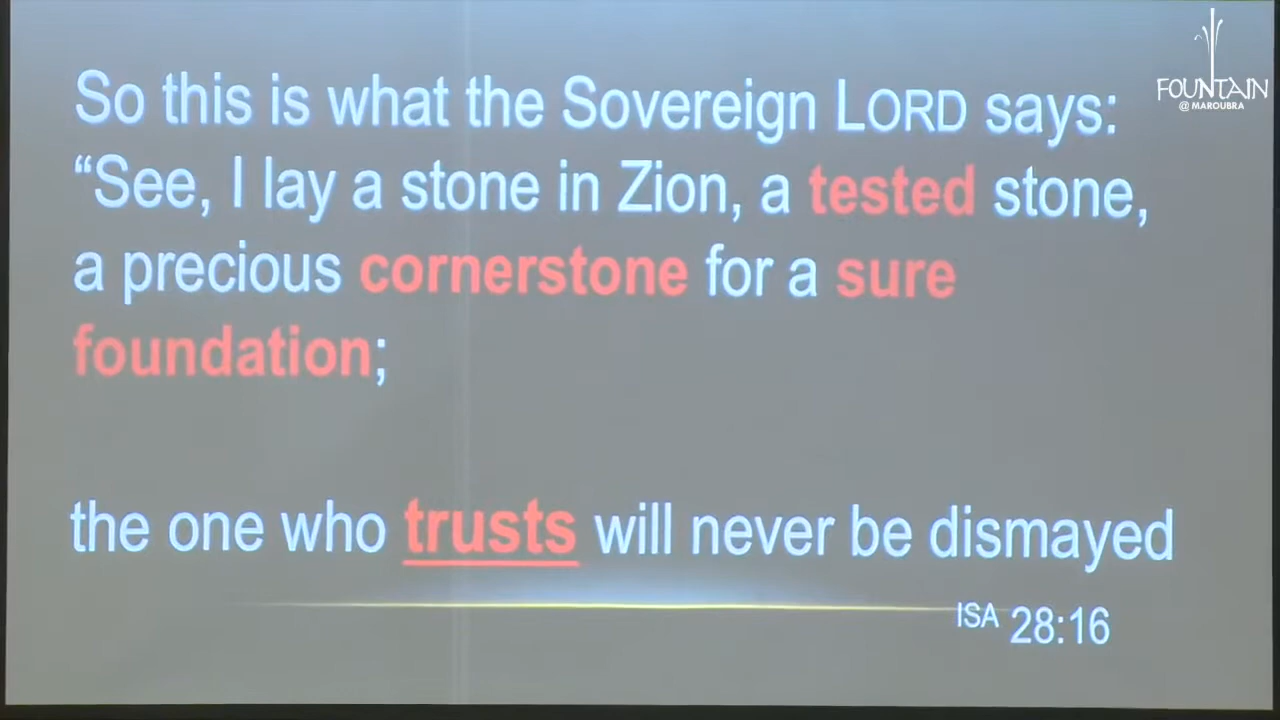 So this is what the Sovereign LORD says:
“See, I lay a stone in Zion, a tested stone,
a precious cornerstone for a sure
foundation;
the one who trusts will never be dismayed
ISA 28:16
FOUNTAIN
@ MAROUBRA